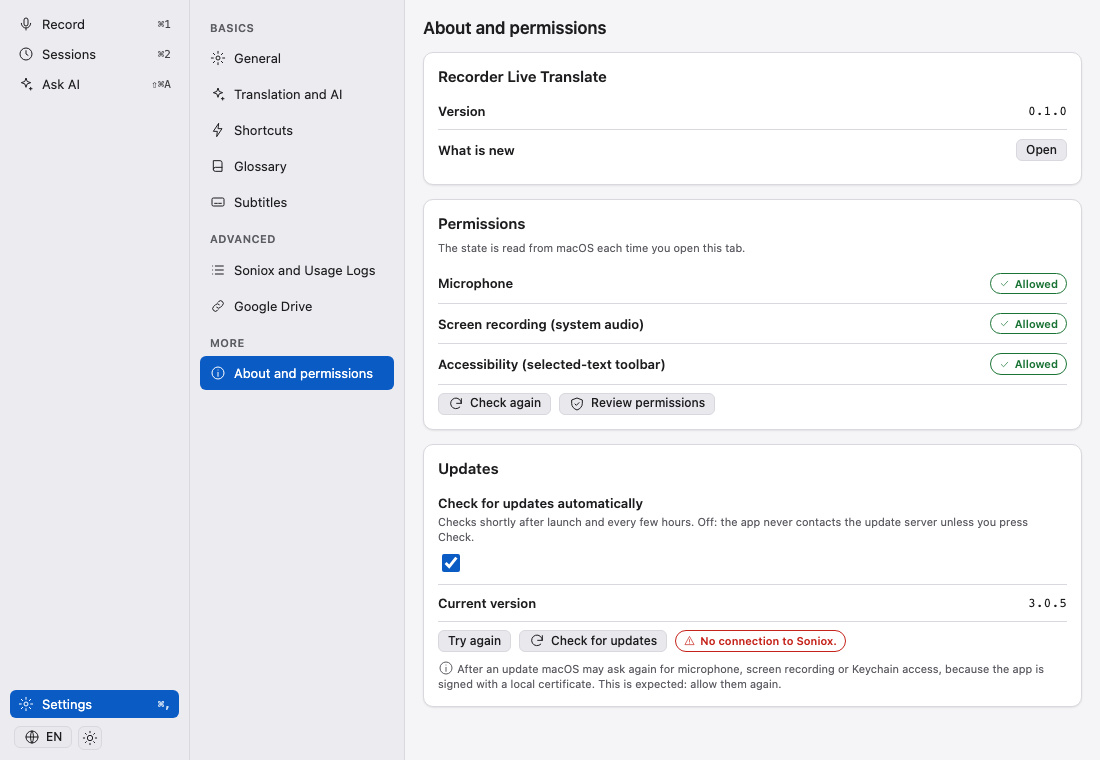 Record ⌘1
Sessions ⌘2
Ask AI ⇧⌘A
Settings ⌘,
EN
BASICS
General
Translation and AI
Shortcuts
Glossary
Subtitles
ADVANCED
Soniox and Usage Logs
Google Drive
MORE
About and permissions
About and permissions
Recorder Live Translate
Version 0.1.0
What is new Open
Permissions
The state is read from macOS each time you open this tab.
Microphone Allowed
Screen recording (system audio) Allowed
Accessibility (selected-text toolbar) Allowed
Check again Review permissions
Updates
Check for updates automatically
Checks shortly after launch and every few hours. Off: the app never contacts the update server unless you press
Check.
Current version 3.0.5
Try again Check for updates No connection to Soniox.
After an update macOS may ask again for microphone, screen recording or Keychain access, because the app is
signed with a local certificate. This is expected: allow them again.